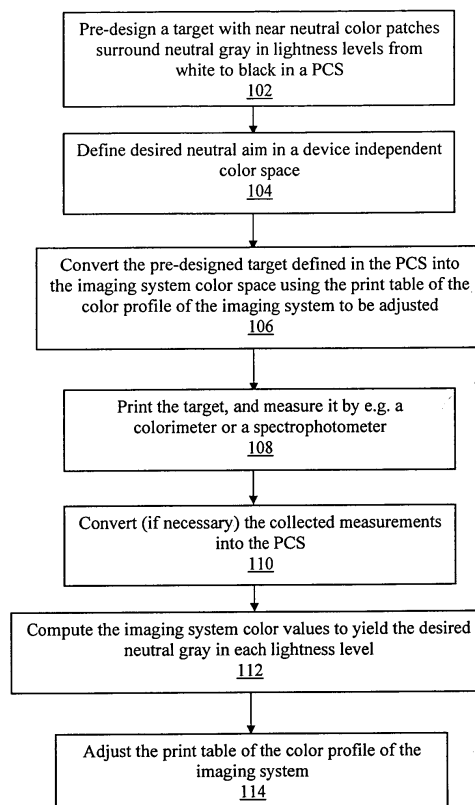 Pre-design a target with near neutral color patches
surround neutral gray in lightness levels from
white to black in a PCS
102
Define desired neutral aim in a device independent
color space
104
Convert the pre-designed target defined in the PCS into
the imaging system color space using the print table of the
color profile of the imaging system to be adjusted
106
Print the target, and measure it by e.g. a
colorimeter or a spectrophotometer
108
Convert (if necessary) the collected measurements
into the PCS
110
Compute the imaging system color values to yield the desired
neutral gray in each lightness level
112
Adjust the print table of the color profile of the
imaging system
114